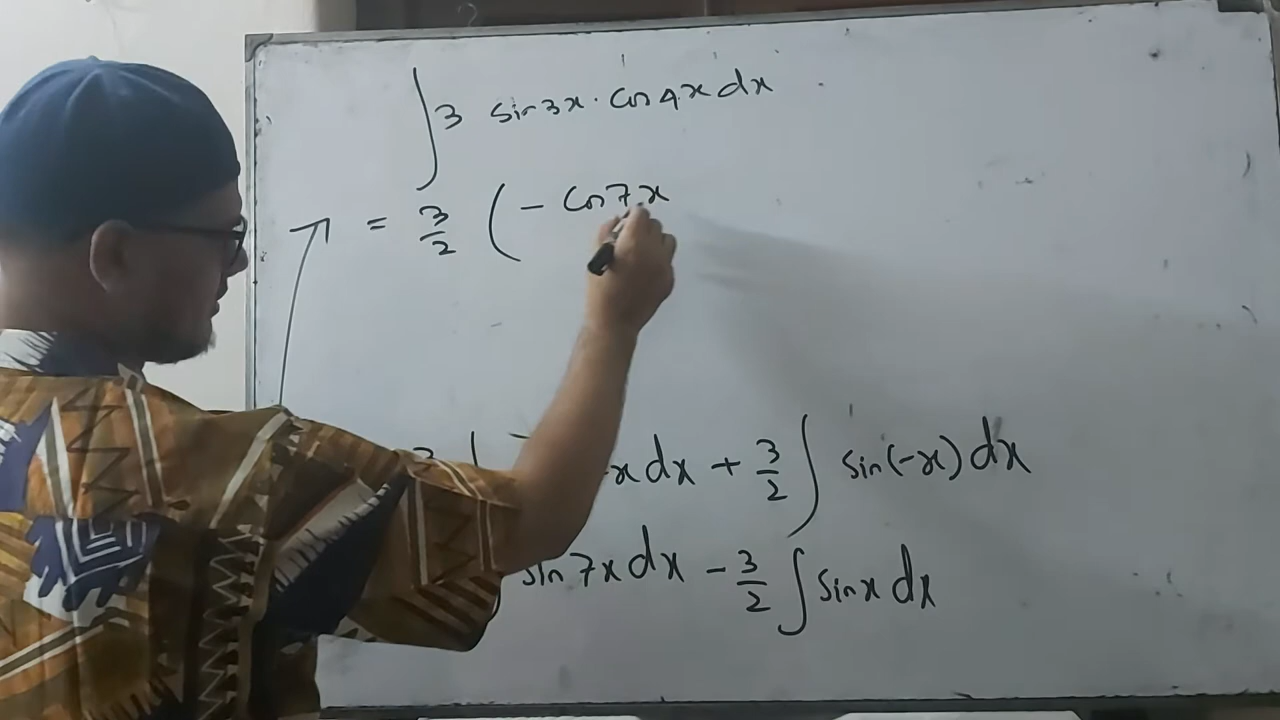 ∫ 3 sin3x · cos4x dx
= 3/2 ( - cos7x
x dx + 3/2 ∫ sin(-x) dx
sin7x dx - 3/2 ∫ sinx dx